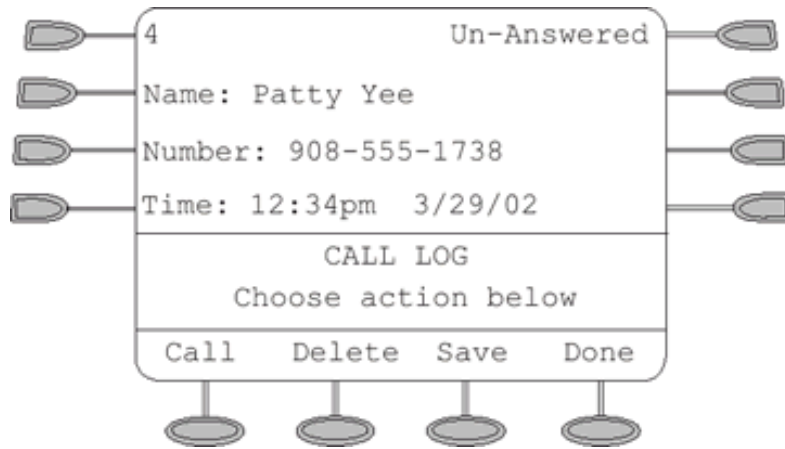 4 Un-Answered
Name: Patty Yee
Number: 908-555-1738
Time: 12:34pm 3/29/02
CALL LOG
Choose action below
Call Delete Save Done